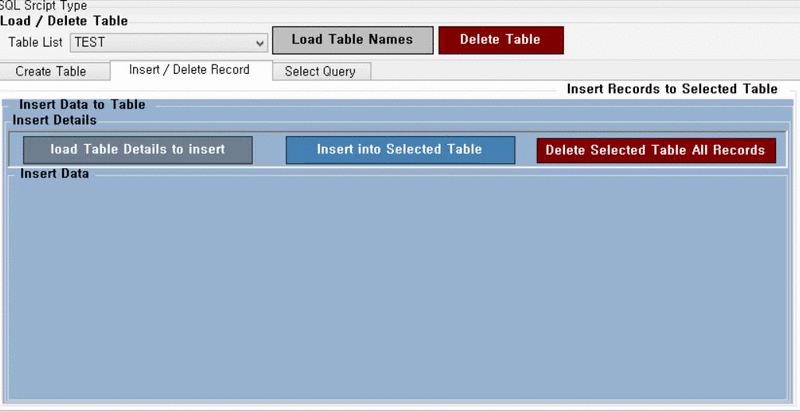 SQL Srcipt Type
Load / Delete Table
Table List TEST Load Table Names Delete Table
Create Table Insert / Delete Record Select Query
Insert Records to Selected Table
Insert Data to Table
Insert Details
load Table Details to insert Insert into Selected Table Delete Selected Table All Records
Insert Data